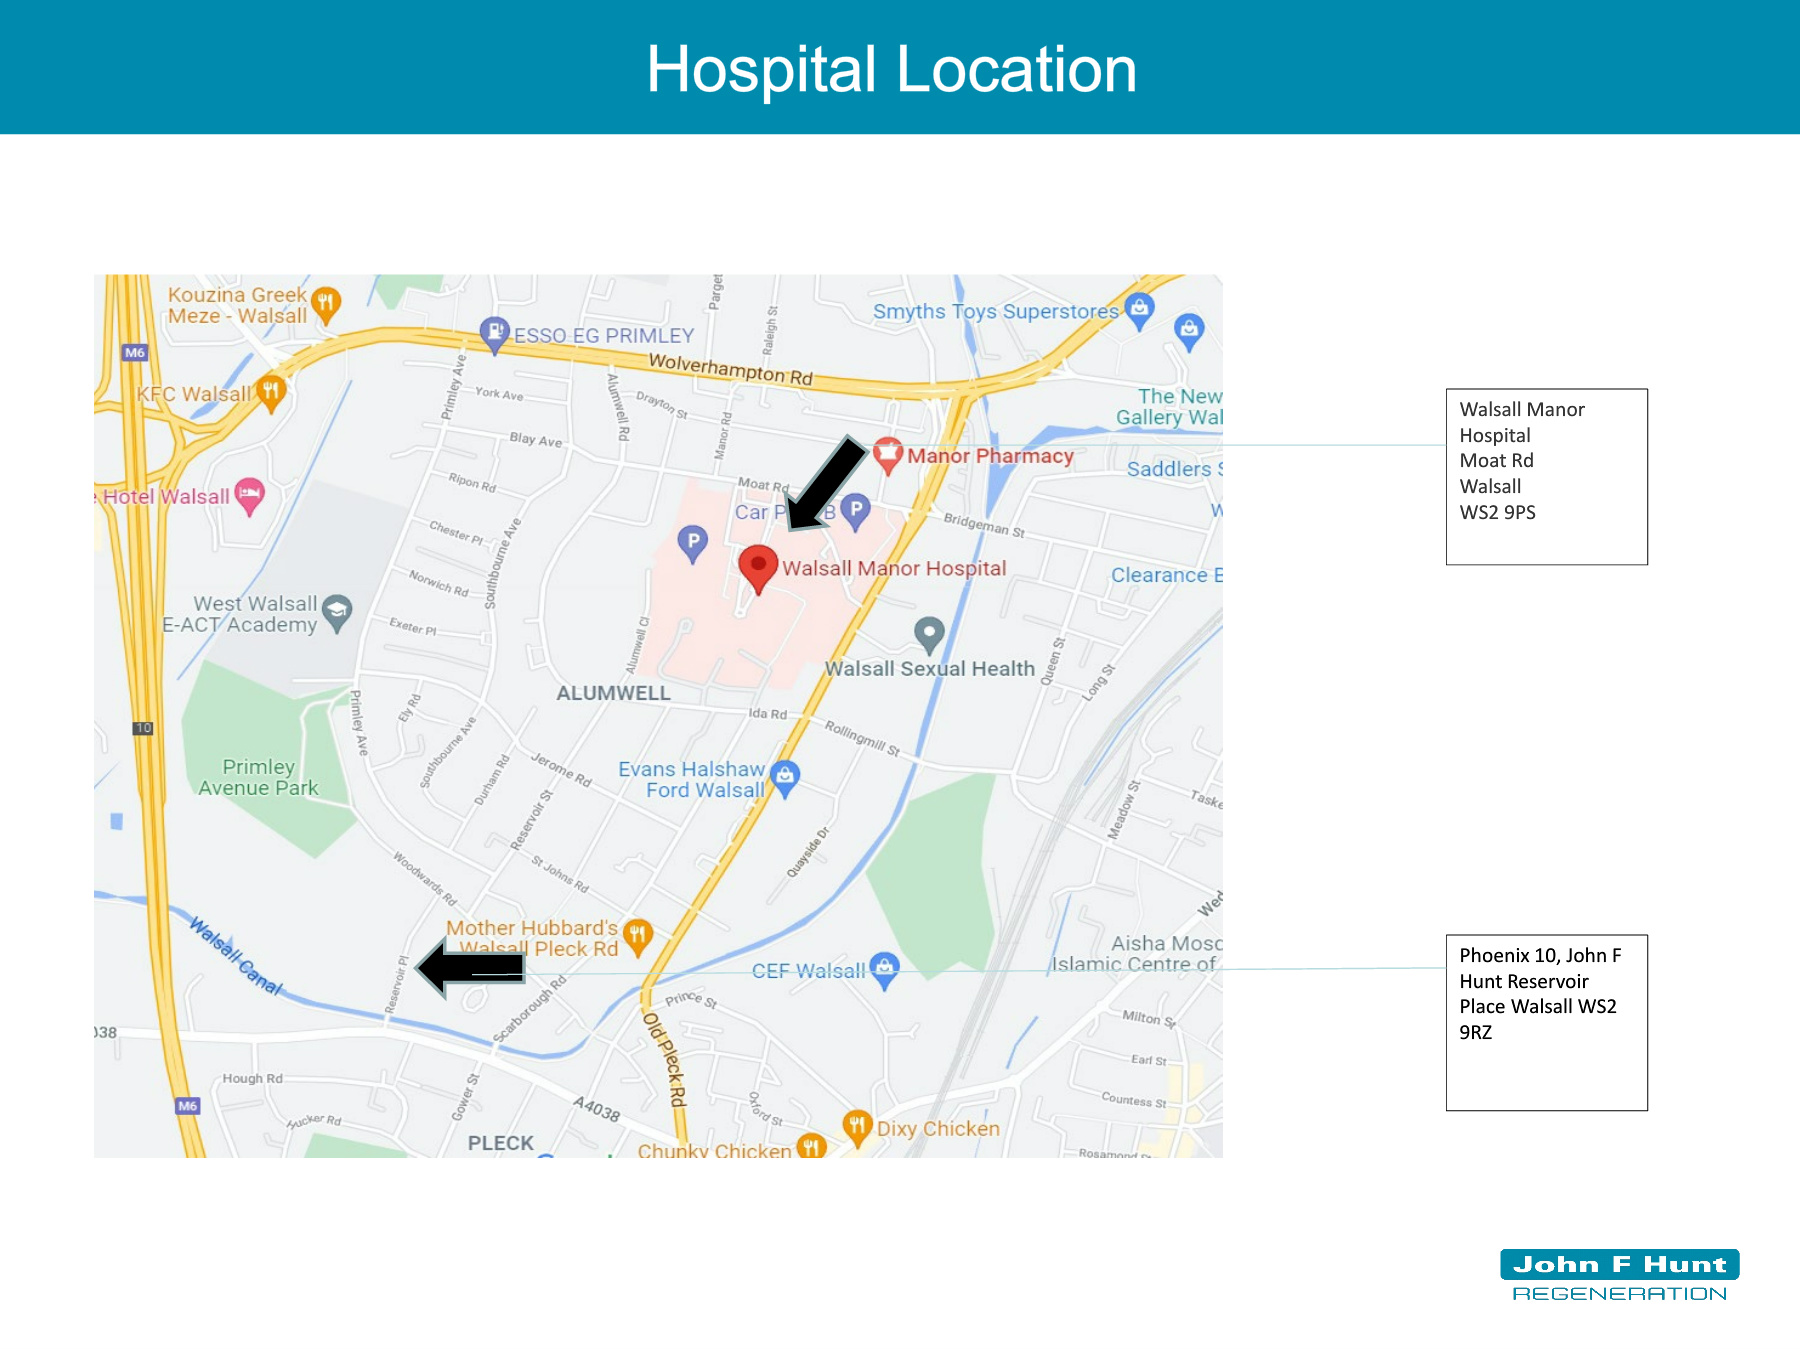 Hospital Location
Kouzina Greek
Meze - Walsall
ESSO EG PRIMLEY
Parget
Raleigh St
Smyths Toys Superstores
M6
Wolverhampton Rd
KFC Walsall
Primley Ave
York Ave
Alumwell Rd
Drayton St
Manor Rd
The New
Gallery Wal
Blay Ave
Manor Pharmacy
Saddlers S
Hotel Walsall
Ripon Rd
Moat Rd
Car P
B
P
P
Bridgeman St
Chester Pl
Southbourne Ave
Walsall Manor Hospital
Norwich Rd
Clearance E
West Walsall
E-ACT Academy
Exeter Pl
Alumwell Cl
Walsall Sexual Health
Queen St
Long St
ALUMWELL
Primley Ave
Ely Rd
Southbourne Ave
Ida Rd
Rollingmill St
10
Primley
Avenue Park
Durham Rd
Jerome Rd
Evans Halshaw
Ford Walsall
Reservoir St
Meadow St
Taske
Quayside Dr
Woodwards Rd
St Johns Rd
Wed
Walsall Canal
Mother Hubbard's
Walsall Pleck Rd
Aisha Mosq
Islamic Centre of
CEF Walsall
Reservoir Pl
Scarborough Rd
Prince St
Old Pleck Rd
Milton St
038
Earl St
Hough Rd
Gower St
A4038
Oxford St
Countess St
M6
Hucker Rd
PLECK
Dixy Chicken
Chunky Chicken
Rosamond St
Walsall Manor
Hospital
Moat Rd
Walsall
WS2 9PS
Phoenix 10, John F
Hunt Reservoir
Place Walsall WS2
9RZ
John F Hunt
REGENERATION